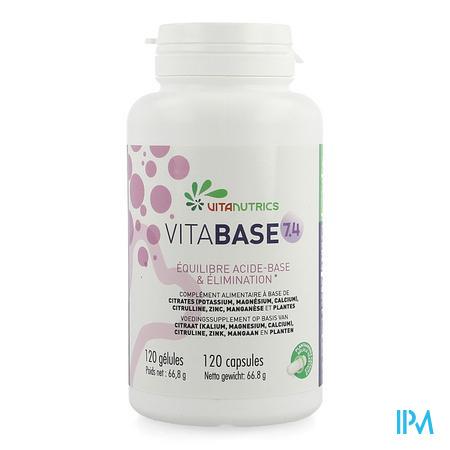 VITANUTRICS
VITABASE 7.4
ÉQUILIBRE ACIDE-BASE
& ÉLIMINATION*
COMPLÉMENT ALIMENTAIRE À BASE DE
CITRATES (POTASSIUM, MAGNÉSIUM, CALCIUM),
CITRULLINE, ZINC, MANGANÈSE ET PLANTES
VOEDINGSSUPPLEMENT OP BASIS VAN
CITRAAT (KALIUM, MAGNESIUM, CALCIUM),
CITRULINE, ZINK, MANGAAN EN PLANTEN
120 gélules 120 capsules
Poids net : 66,8 g Netto gewicht: 66.8 g
IPM